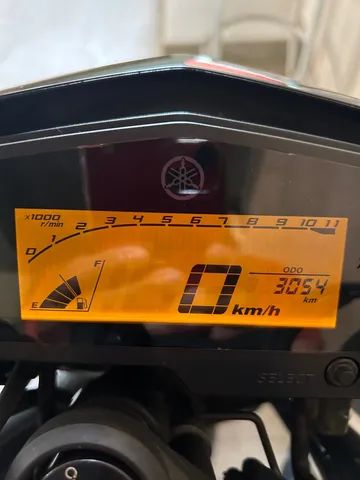 x1000
r/min
0 1 2 3 4 5 6 7 8 9 10 11
F
E
0 km/h
ODO
3054
km
SELECT